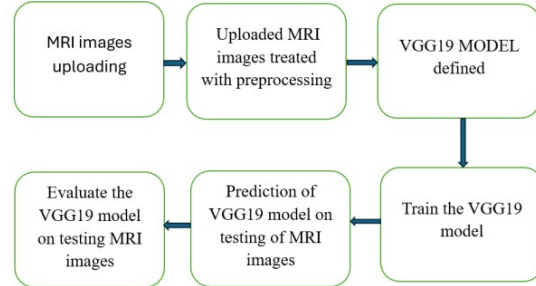 MRI images
uploading
Uploaded MRI
images treated
with preprocessing
VGG19 MODEL
defined
Train the VGG19
model
Prediction of
VGG19 model on
testing of MRI
images
Evaluate the
VGG19 model
on testing MRI
images